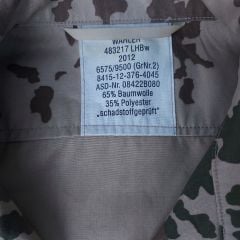 WAHLER
483217 LHBw
2012
6575/9500 (GrNr.2)
8415-12-376-4045
ASD-Nr. 08422B080
65% Baumwolle
35% Polyester
„schadstoffgeprüft"